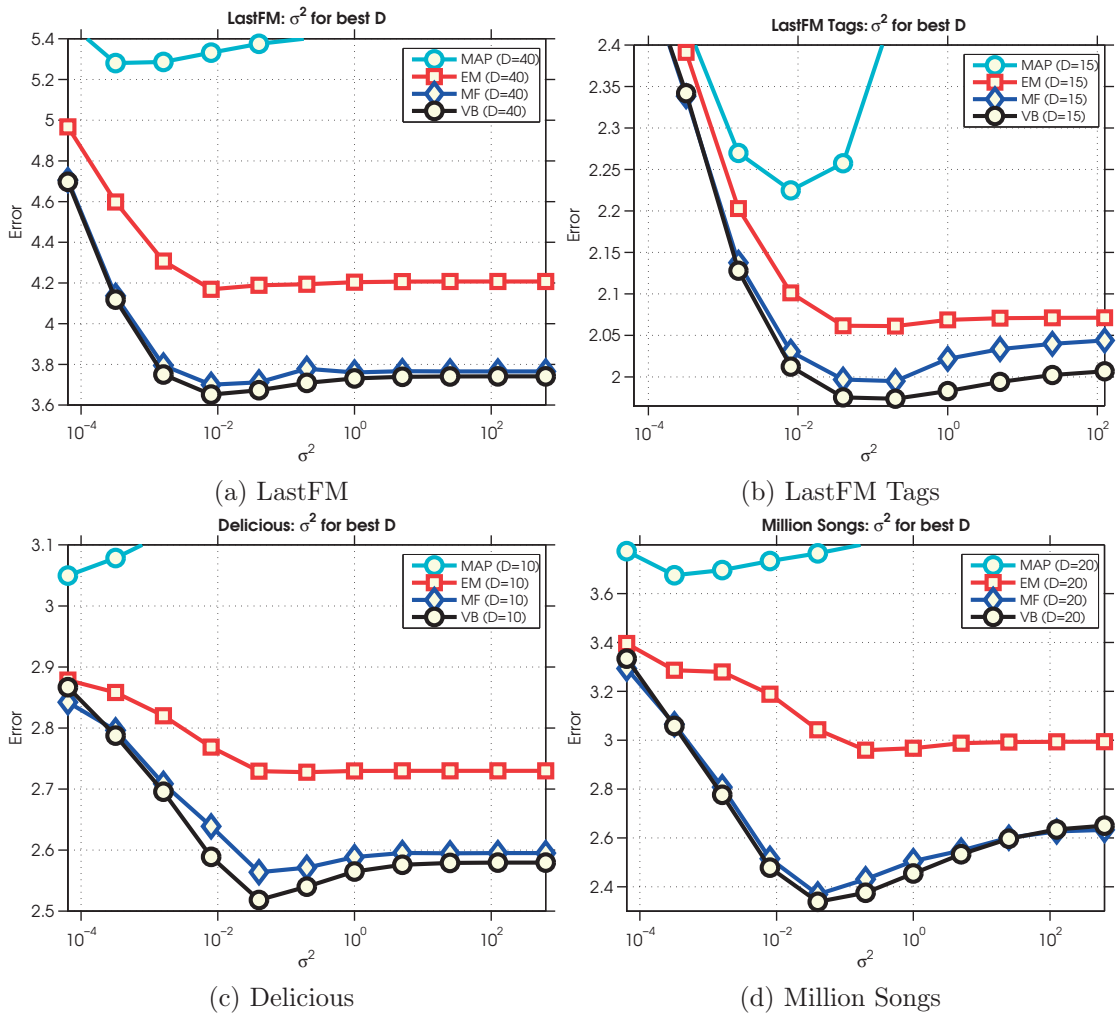 LastFM: σ² for best D
5.4
5.2
5
4.8
4.6
4.4
4.2
4
3.8
3.6
Error
MAP (D=40)
EM (D=40)
MF (D=40)
VB (D=40)
10⁻⁴
10⁻²
10⁰
10²
σ²
(a) LastFM
LastFM Tags: σ² for best D
2.4
2.35
2.3
2.25
2.2
2.15
2.1
2.05
2
Error
MAP (D=15)
EM (D=15)
MF (D=15)
VB (D=15)
10⁻⁴
10⁻²
10⁰
10²
σ²
(b) LastFM Tags
Delicious: σ² for best D
3.1
3
2.9
2.8
2.7
2.6
2.5
Error
MAP (D=10)
EM (D=10)
MF (D=10)
VB (D=10)
10⁻⁴
10⁻²
10⁰
10²
σ²
(c) Delicious
Million Songs: σ² for best D
3.6
3.4
3.2
3
2.8
2.6
2.4
Error
MAP (D=20)
EM (D=20)
MF (D=20)
VB (D=20)
10⁻⁴
10⁻²
10⁰
10²
σ²
(d) Million Songs